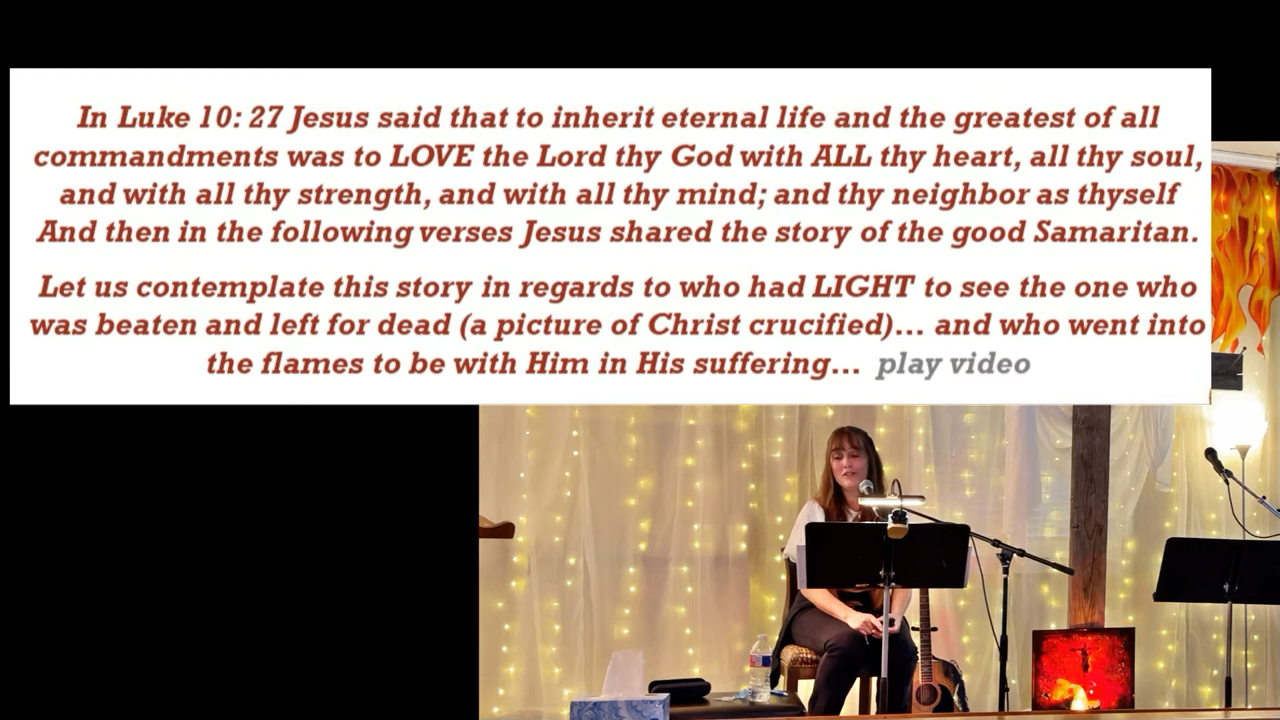 In Luke 10: 27 Jesus said that to inherit eternal life and the greatest of all
commandments was to LOVE the Lord thy God with ALL thy heart, all thy soul,
and with all thy strength, and with all thy mind; and thy neighbor as thyself
And then in the following verses Jesus shared the story of the good Samaritan.
Let us contemplate this story in regards to who had LIGHT to see the one who
was beaten and left for dead (a picture of Christ crucified)... and who went into
the flames to be with Him in His suffering... play video